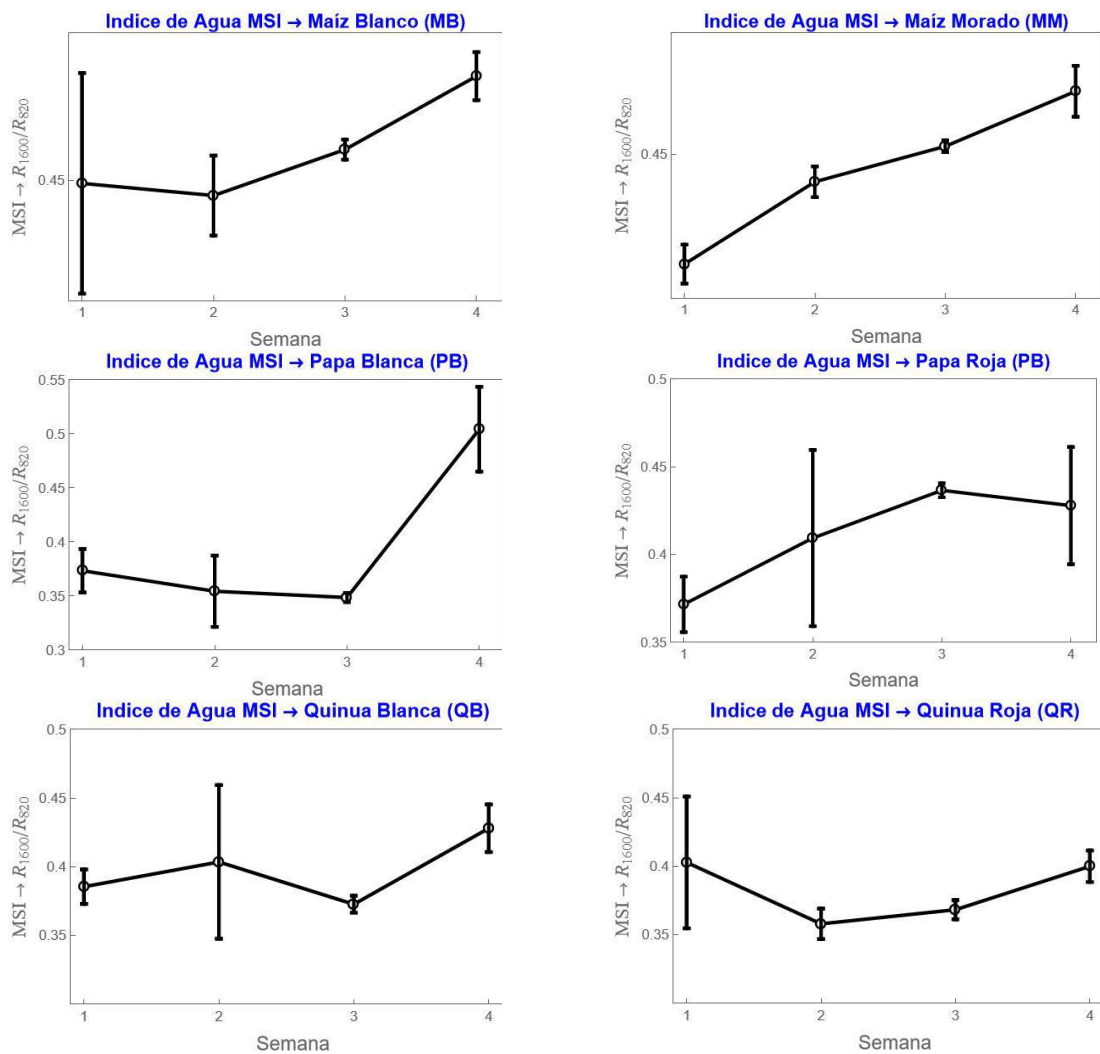 Indice de Agua MSI → Maíz Blanco (MB)
MSI → R1600/R820
0.45
1 2 3 4
Semana
Indice de Agua MSI → Maíz Morado (MM)
MSI → R1600/R820
0.45
1 2 3 4
Semana
Indice de Agua MSI → Papa Blanca (PB)
MSI → R1600/R820
0.55
0.5
0.45
0.4
0.35
0.3
1 2 3 4
Semana
Indice de Agua MSI → Papa Roja (PB)
MSI → R1600/R820
0.5
0.45
0.4
0.35
1 2 3 4
Semana
Indice de Agua MSI → Quinua Blanca (QB)
MSI → R1600/R820
0.5
0.45
0.4
0.35
1 2 3 4
Semana
Indice de Agua MSI → Quinua Roja (QR)
MSI → R1600/R820
0.5
0.45
0.4
0.35
1 2 3 4
Semana